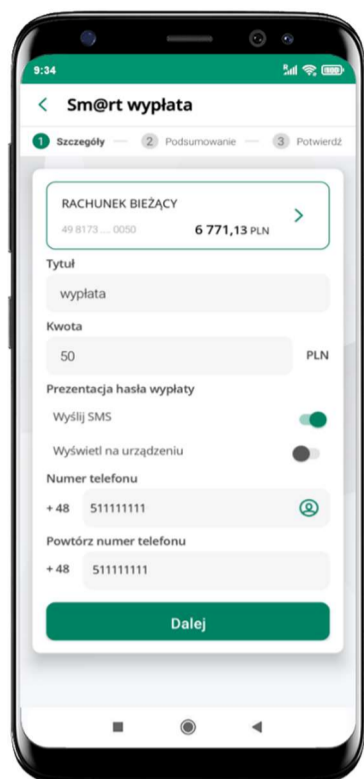 9:34
Sm@rt wypłata
1 Szczegóły 2 Podsumowanie 3 Potwierdź
RACHUNEK BIEŻĄCY
49 8173 .... 0050 6 771,13 PLN
Tytuł
wypłata
Kwota
50 PLN
Prezentacja hasła wypłaty
Wyślij SMS
Wyświetl na urządzeniu
Numer telefonu
+ 48 511111111
Powtórz numer telefonu
+ 48 511111111
Dalej